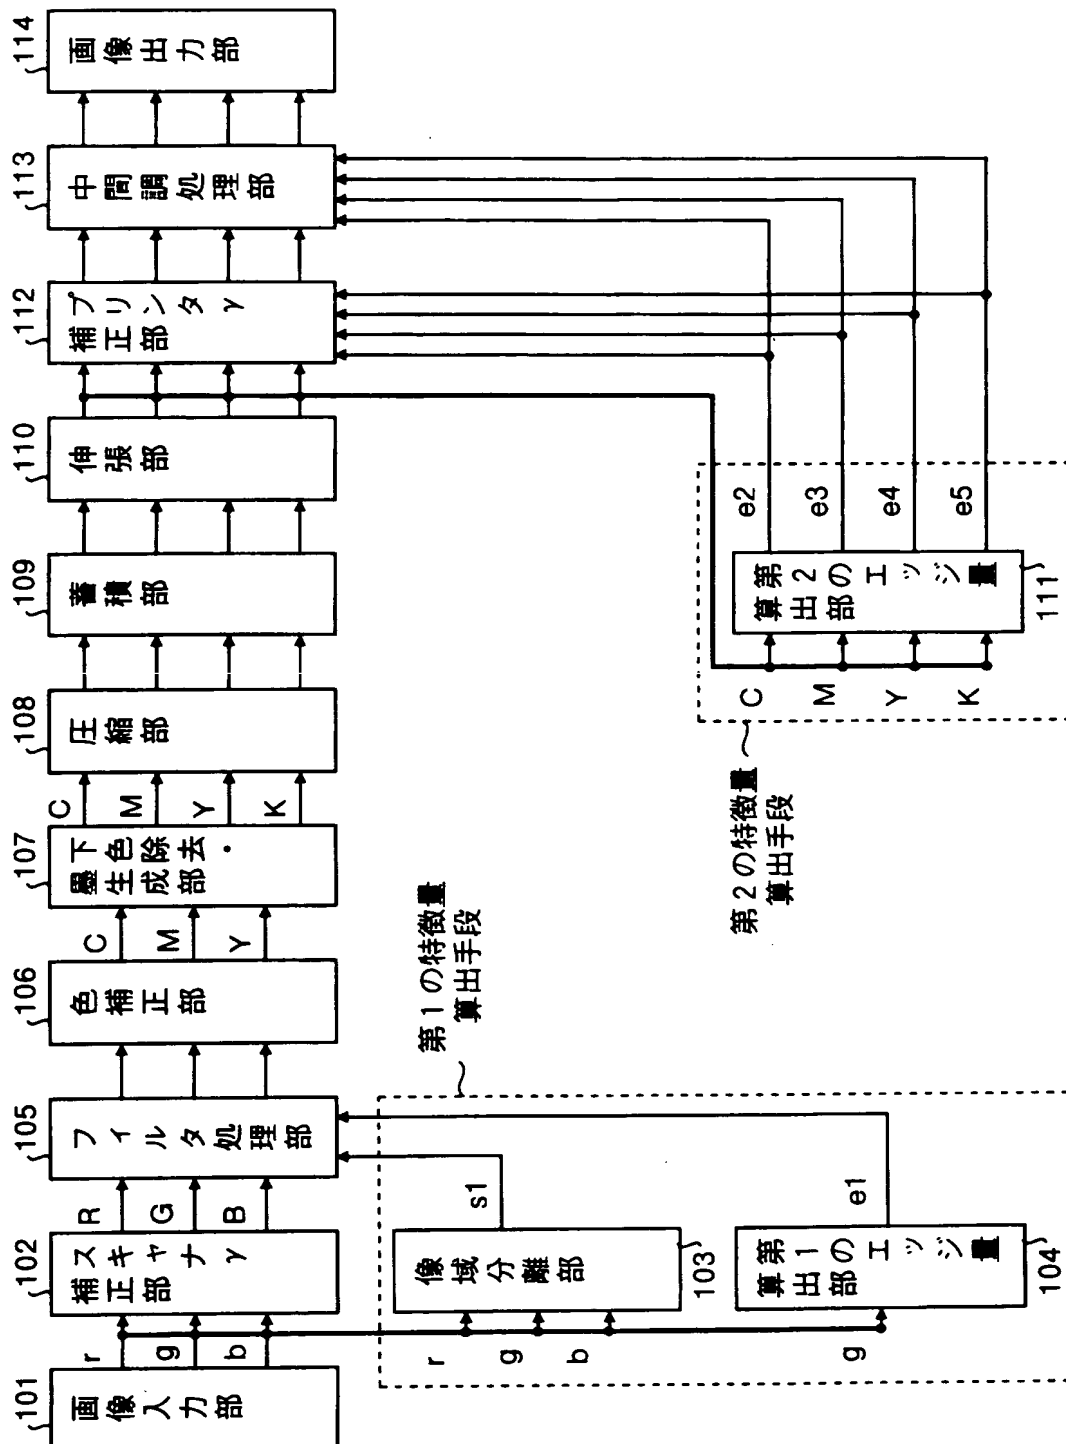 101
画像入力部
r
g
b
102
スキャナγ
補正部
R
G
B
105
フィルタ処理部
106
色補正部
C
M
Y
107
下色除去・
墨生成部
C
M
Y
K
108
圧縮部
109
蓄積部
110
伸張部
112
プリンタγ
補正部
113
中間調処理部
114
画像出力部
第1の特徴量
算出手段
r
g
b
像域分離部
103
s1
g
第1のエッジ量
算出部
104
e1
第2の特徴量
算出手段
C
M
Y
K
第2のエッジ量
算出部
111
e2
e3
e4
e5